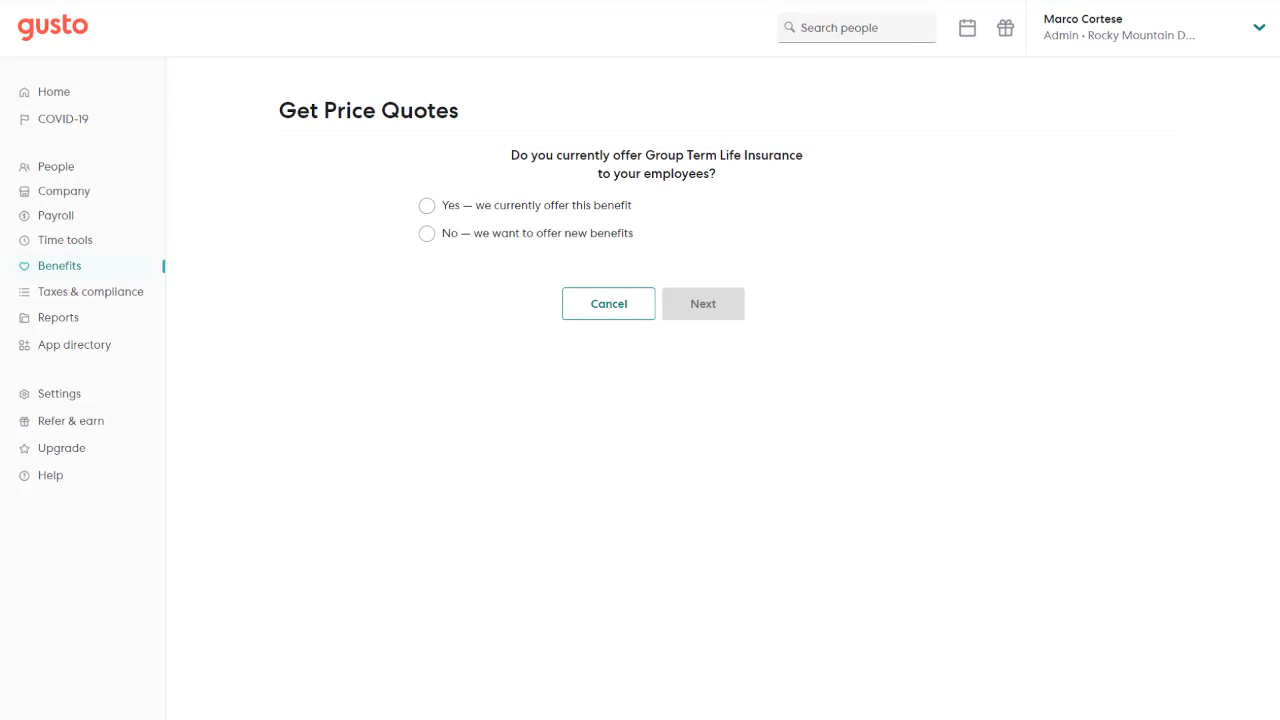 gusto
Search people
Marco Cortese
Admin • Rocky Mountain D...
Home
COVID-19
People
Company
Payroll
Time tools
Benefits
Taxes & compliance
Reports
App directory
Settings
Refer & earn
Upgrade
Help
Get Price Quotes
Do you currently offer Group Term Life Insurance
to your employees?
Yes — we currently offer this benefit
No — we want to offer new benefits
Cancel
Next